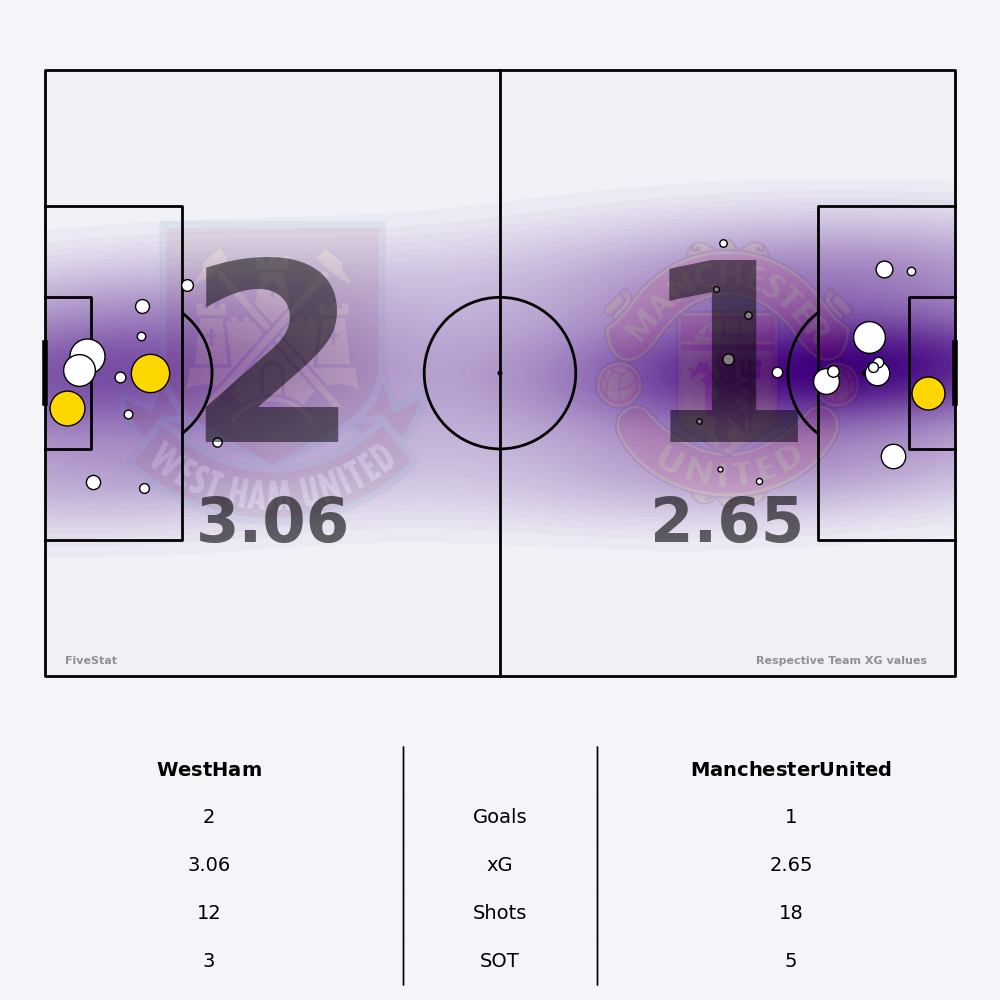 2 1
MANCHESTER
UNITED
WEST HAM UNITED
3.06 2.65
FiveStat Respective Team XG values
WestHam ManchesterUnited
2 Goals 1
3.06 xG 2.65
12 Shots 18
3 SOT 5